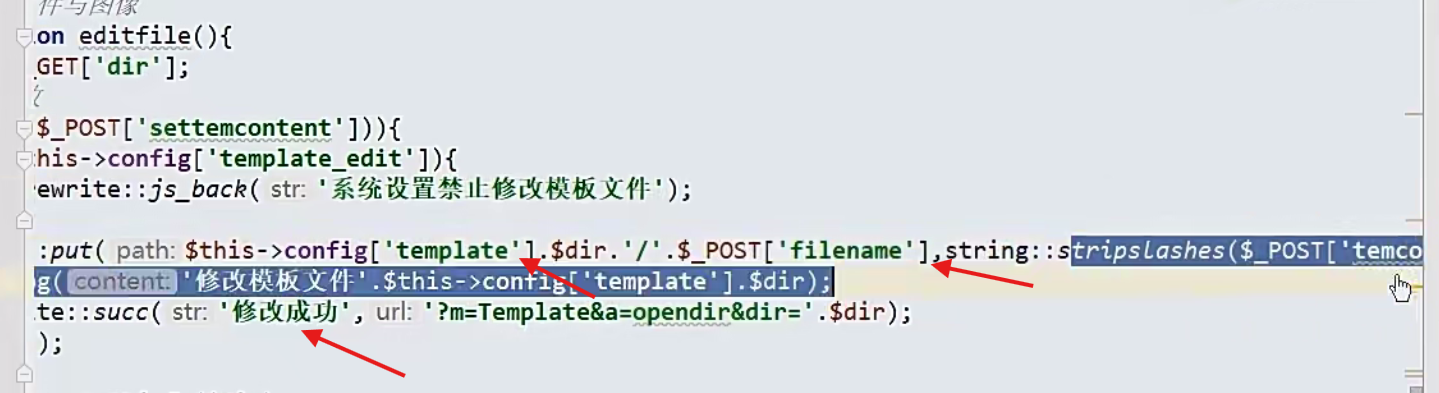 件与图像
on editfile(){
GET['dir'];
$_POST['settemcontent'])){
his->config['template_edit']){
ewrite::js_back( str: '系统设置禁止修改模板文件');
:put( path: $this->config['template'].$dir.'/'.$_POST['filename'],string::stripslashes($_POST['temco
g( content: '修改模板文件'.$this->config['template'].$dir);
te::succ( str: '修改成功', url: '?m=Template&a=opendir&dir='.$dir);
);